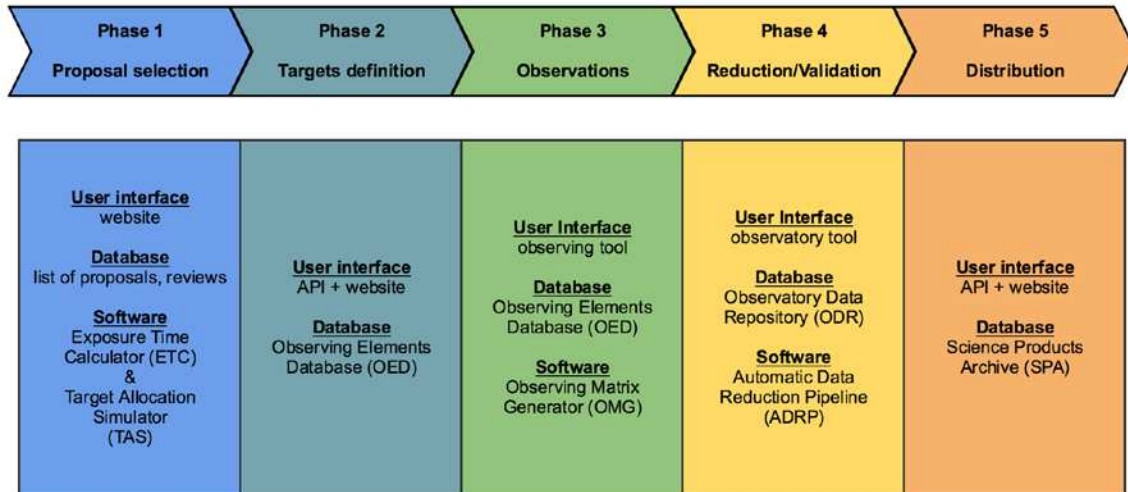 Phase 1
Proposal selection
Phase 2
Targets definition
Phase 3
Observations
Phase 4
Reduction/Validation
Phase 5
Distribution
User interface
website
Database
list of proposals, reviews
Software
Exposure Time
Calculator (ETC)
&
Target Allocation
Simulator
(TAS)
User interface
API + website
Database
Observing Elements
Database (OED)
User Interface
observing tool
Database
Observing Elements
Database (OED)
Software
Observing Matrix
Generator (OMG)
User Interface
observatory tool
Database
Observatory Data
Repository (ODR)
Software
Automatic Data
Reduction Pipeline
(ADRP)
User interface
API + website
Database
Science Products
Archive (SPA)